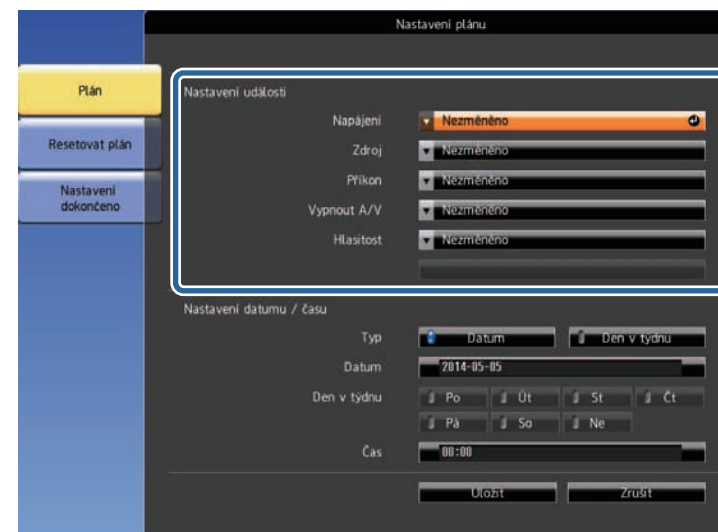 Nastavení plánu
Plán
Resetovat plán
Nastavení
dokončeno
Nastavení události
Napájení Nezměněno
Zdroj Nezměněno
Příkon Nezměněno
Vypnout A/V Nezměněno
Hlasitost Nezměněno
Nastavení datumu / času
Typ Datum Den v týdnu
Datum 2014-05-05
Den v týdnu Po Út St Čt
Pá So Ne
Čas 00:00
Uložit Zrušit